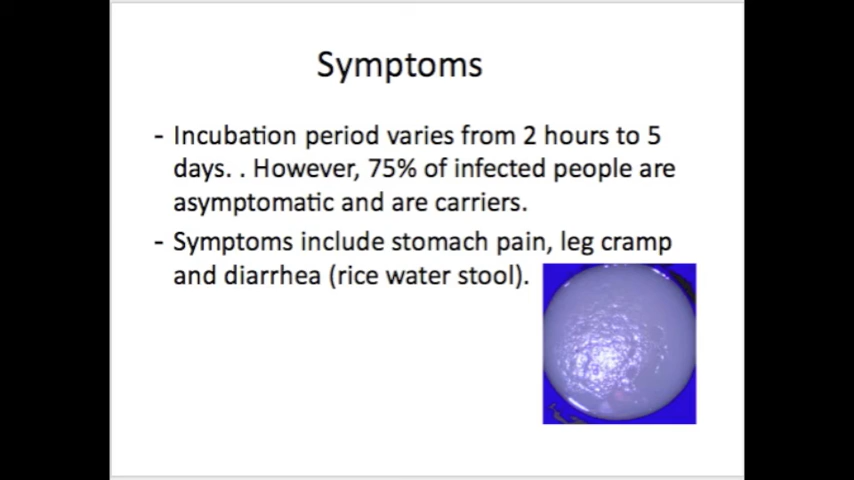 Symptoms
- Incubation period varies from 2 hours to 5
days. . However, 75% of infected people are
asymptomatic and are carriers.
- Symptoms include stomach pain, leg cramp
and diarrhea (rice water stool).